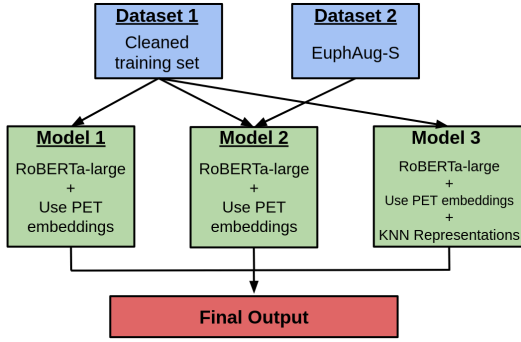 Dataset 1
Cleaned
training set
Dataset 2
EuphAug-S
Model 1
RoBERTa-large
+
Use PET
embeddings
Model 2
RoBERTa-large
+
Use PET
embeddings
Model 3
RoBERTa-large
+
Use PET embeddings
+
KNN Representations
Final Output